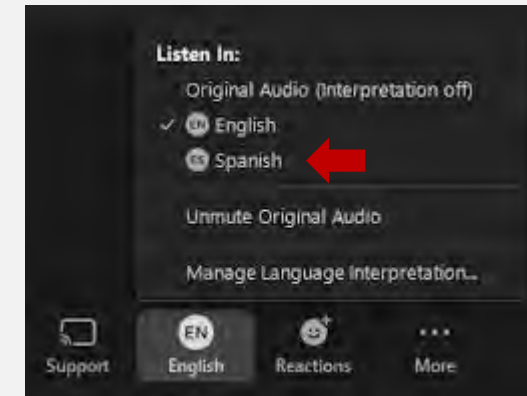 Listen In:
Original Audio (Interpretation off)
EN English
ES Spanish
Unmute Original Audio
Manage Language Interpretation...
EN
Support English Reactions More